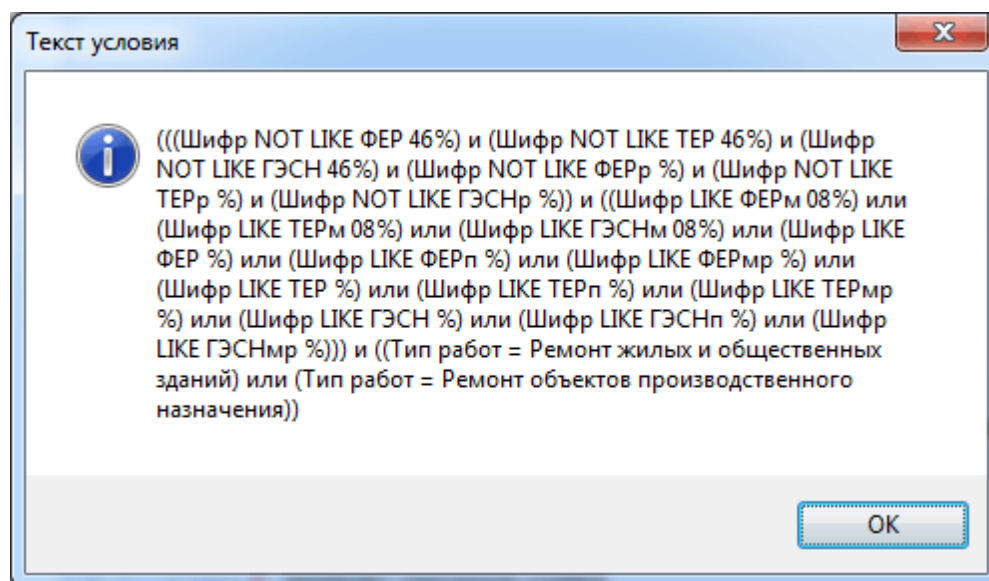 Текст условия
(((Шифр NOT LIKE ФЕР 46%) и (Шифр NOT LIKE ТЕР 46%) и (Шифр
NOT LIKE ГЭСН 46%) и (Шифр NOT LIKE ФЕРр %) и (Шифр NOT LIKE
ТЕРр %) и (Шифр NOT LIKE ГЭСНр %)) и ((Шифр LIKE ФЕРм 08%) или
(Шифр LIKE ТЕРм 08%) или (Шифр LIKE ГЭСНм 08%) или (Шифр LIKE
ФЕР %) или (Шифр LIKE ФЕРп %) или (Шифр LIKE ФЕРмр %) или
(Шифр LIKE ТЕР %) или (Шифр LIKE ТЕРп %) или (Шифр LIKE ТЕРмр
%) или (Шифр LIKE ГЭСН %) или (Шифр LIKE ГЭСНп %) или (Шифр
LIKE ГЭСНмр %))) и ((Тип работ = Ремонт жилых и общественных
зданий) или (Тип работ = Ремонт объектов производственного
назначения))
ОК